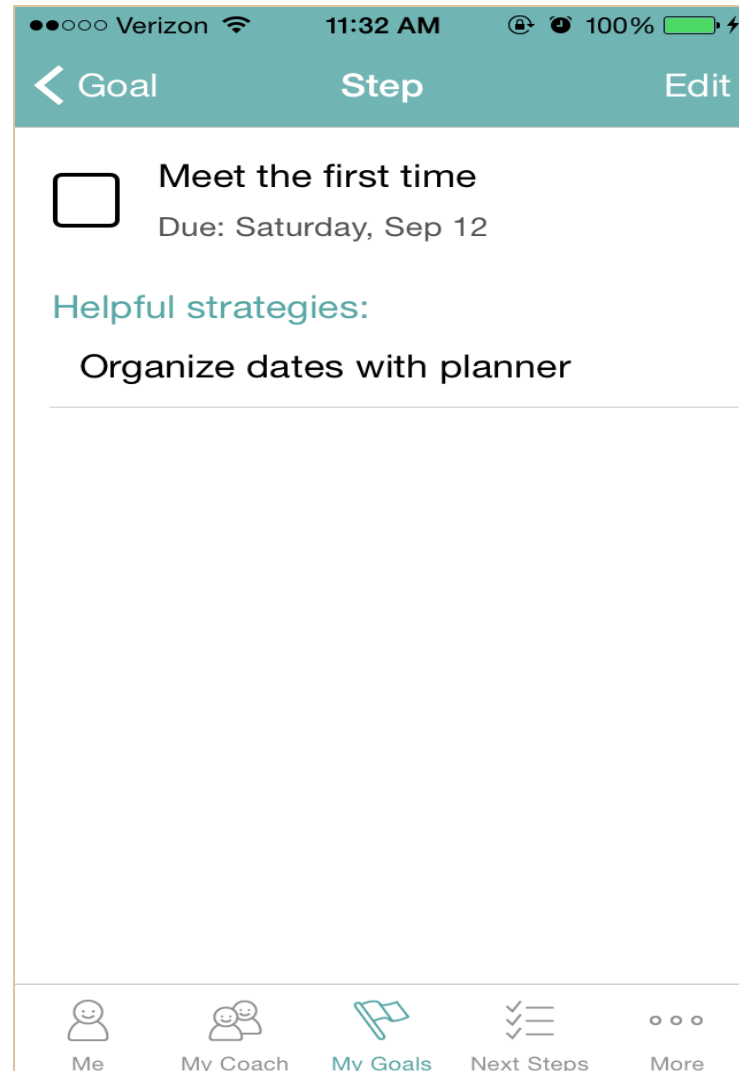 Verizon 11:32 AM 100%
Goal Step Edit
Meet the first time
Due: Saturday, Sep 12
Helpful strategies:
Organize dates with planner
Me My Coach My Goals Next Steps More